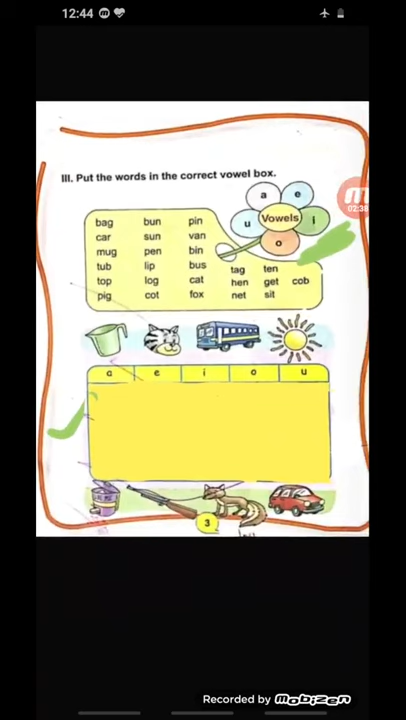 12:44
III. Put the words in the correct vowel box.
a e
u Vowels i
o
02:38
bag bun pin
car sun van
mug pen bin
tub lip bus tag ten
top log cat hen get cob
pig cot fox net sit
a e i o u
3
Recorded by mobizen